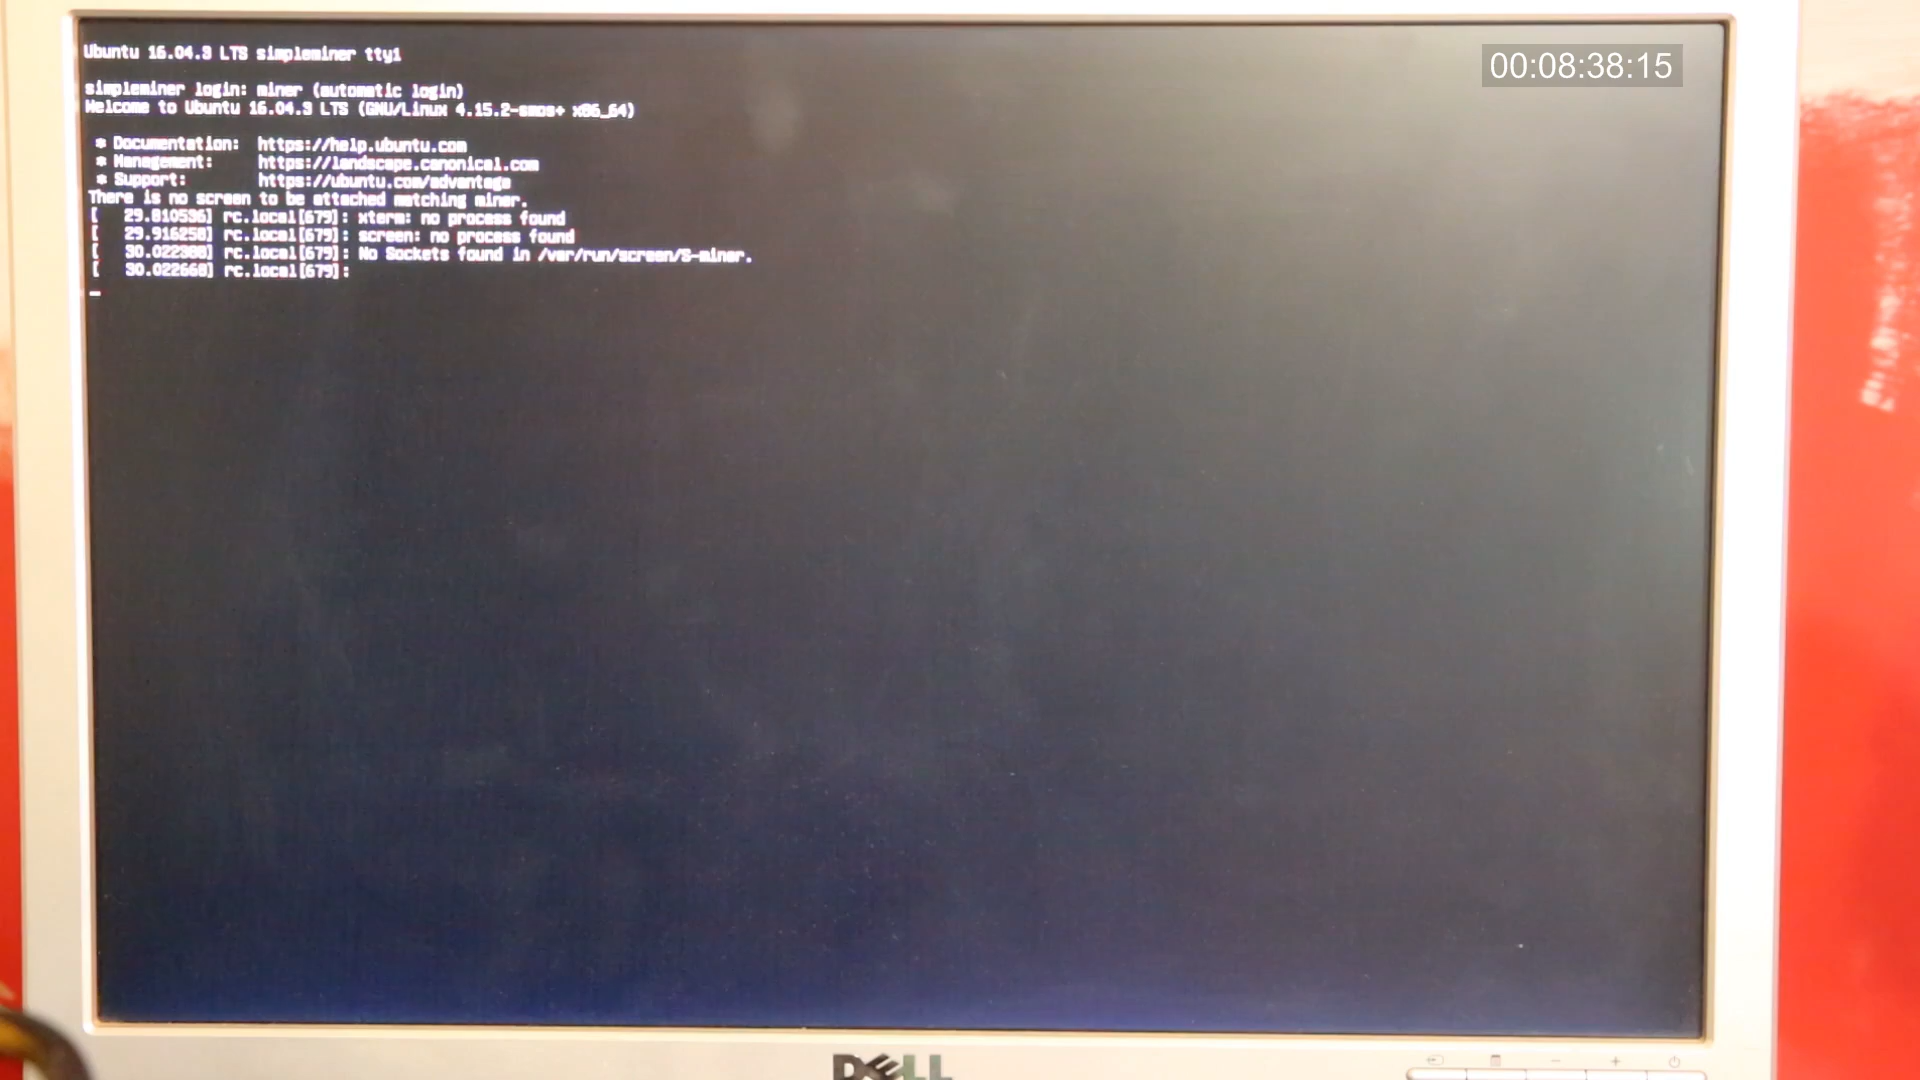 Ubuntu 16.04.3 LTS simpleminer tty1
00:08:38:15
simpleminer login: miner (automatic login)
Welcome to Ubuntu 16.04.3 LTS (GNU/Linux 4.15.2-smos+ x86_64)
* Documentation: https://help.ubuntu.com
* Management: https://landscape.canonical.com
* Support: https://ubuntu.com/advantage
There is no screen to be attached matching miner.
[ 29.810536] rc.local[679]: xterm: no process found
[ 29.916258] rc.local[679]: screen: no process found
[ 30.022388] rc.local[679]: No Sockets found in /var/run/screen/S-miner.
[ 30.022668] rc.local[679]:
DELL